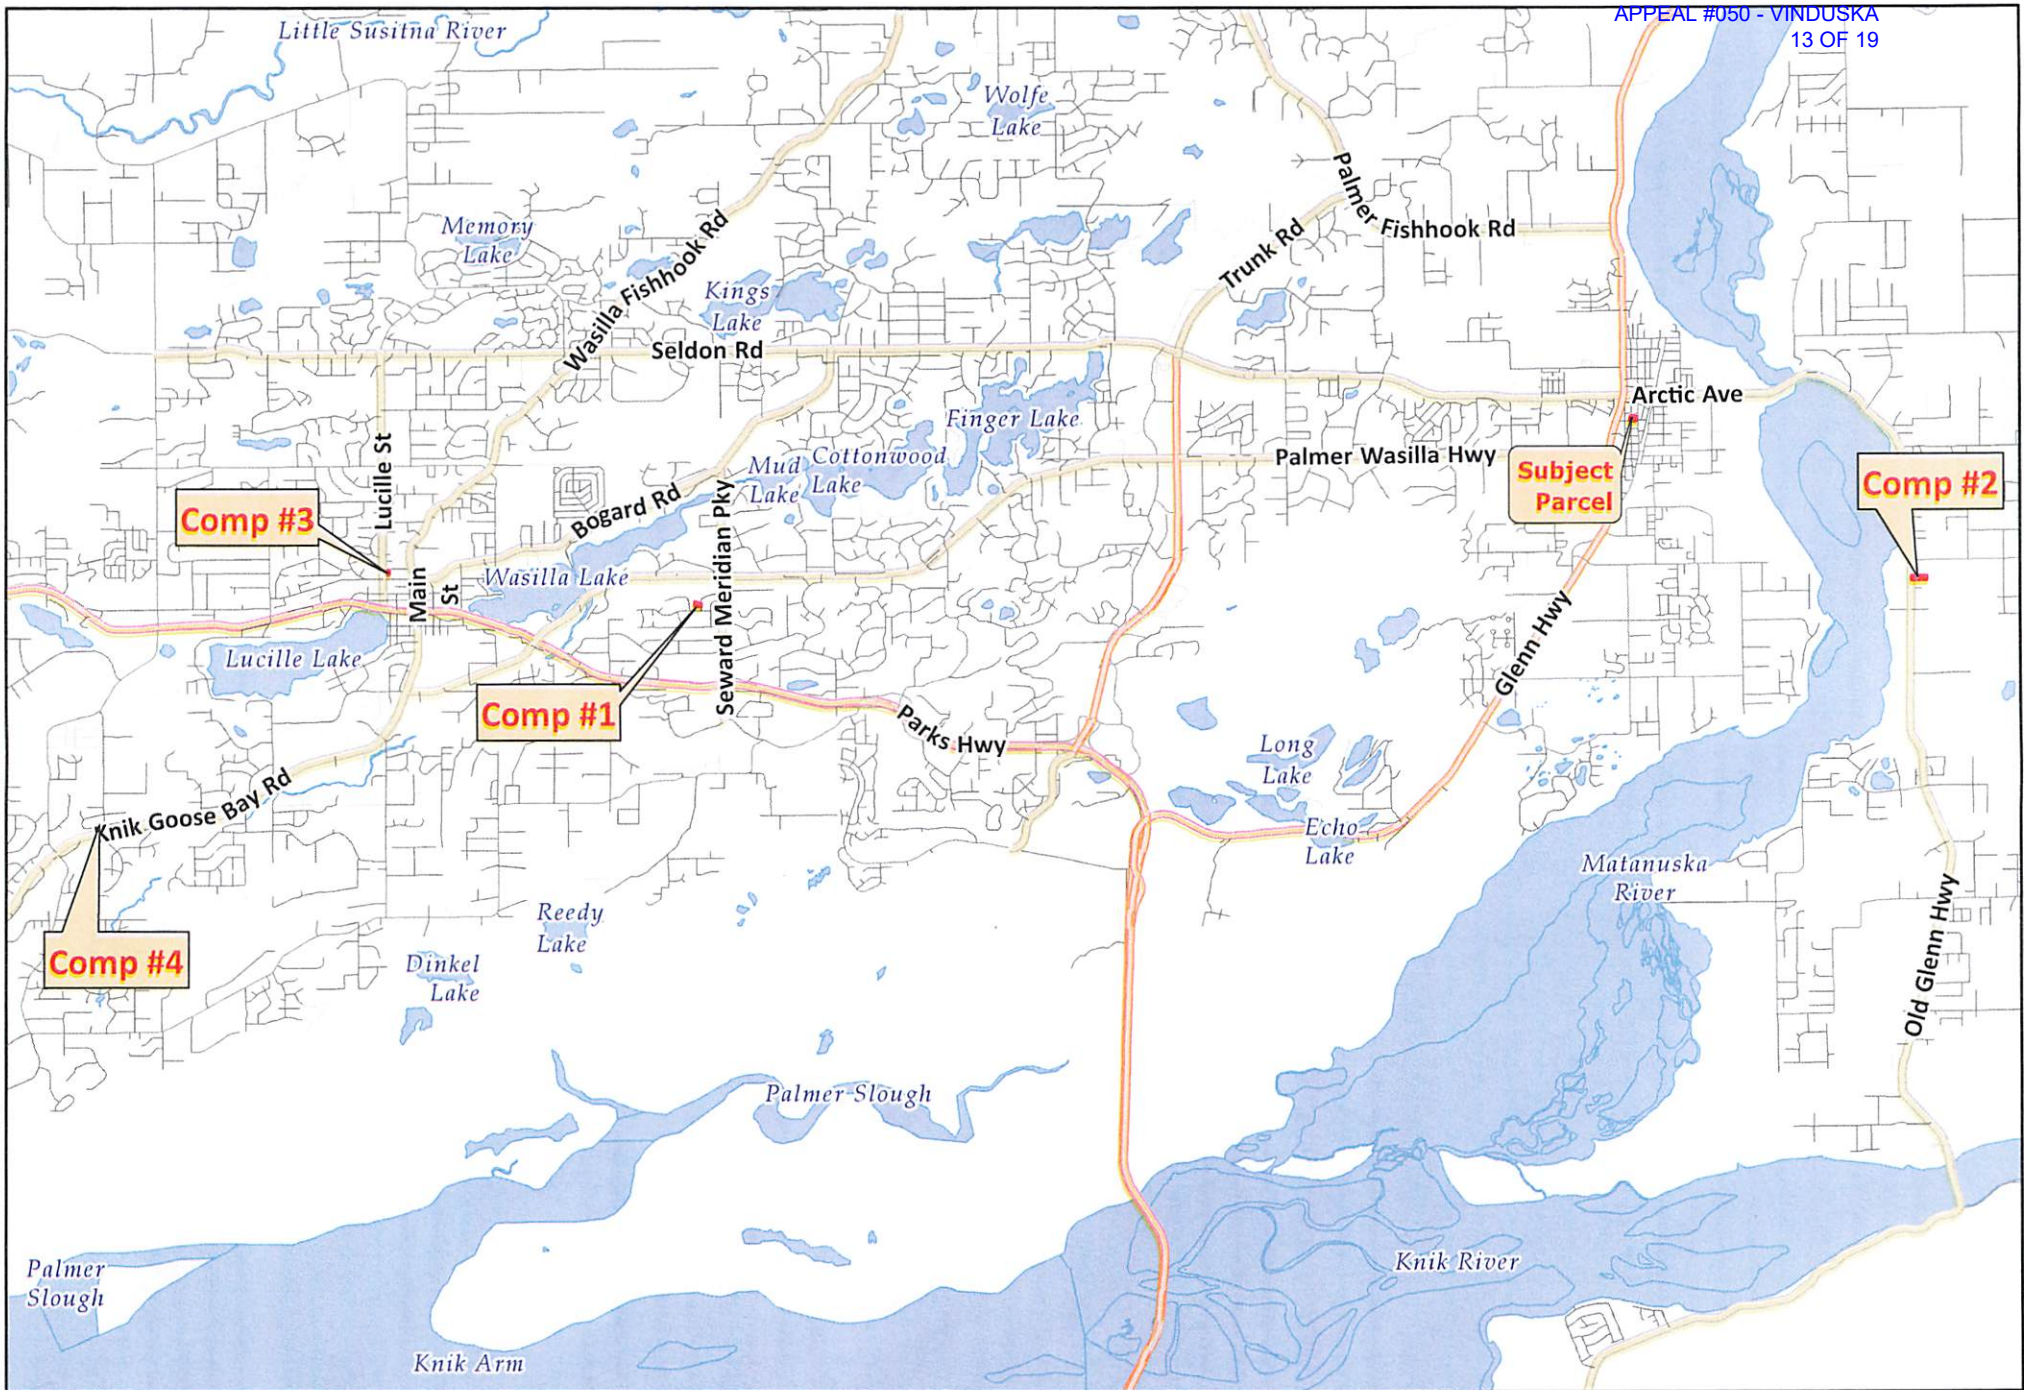 APPEAL #050 - VINDUSKA
13 OF 19
Little Susitna River
Wolfe
Lake
Palmer Fishhook Rd
Memory
Lake
Wasilla Fishhook Rd
Trunk Rd
Kings
Lake
Seldon Rd
Arctic Ave
Finger Lake
Lucille St
Mud
Lake
Cottonwood
Lake
Palmer Wasilla Hwy
Subject
Parcel
Comp #2
Comp #3
Bogard Rd
Seward Meridian Pky
Main
St
Wasilla Lake
Glenn Hwy
Lucille Lake
Comp #1
Parks Hwy
Long
Lake
Knik Goose Bay Rd
Echo
Lake
Matanuska
River
Reedy
Lake
Old Glenn Hwy
Comp #4
Dinkel
Lake
Palmer Slough
Palmer
Slough
Knik River
Knik Arm